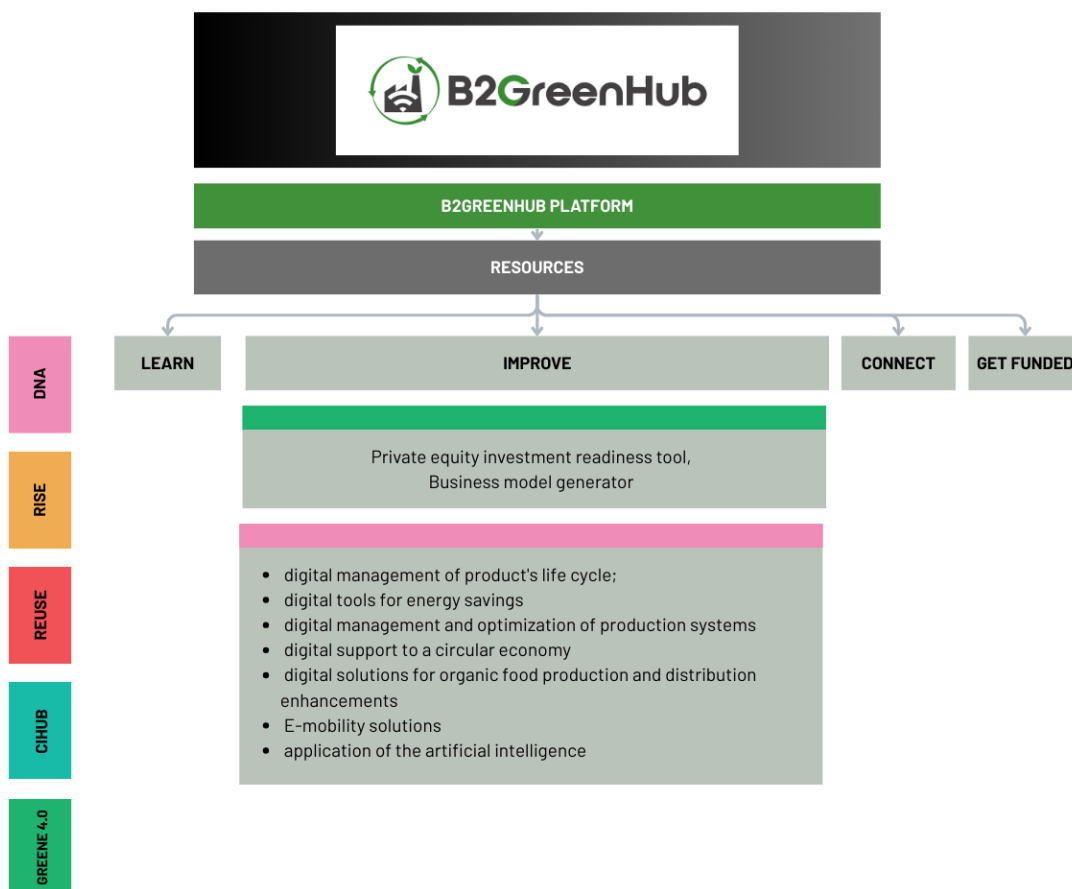 B2GreenHub
B2GREENHUB PLATFORM
RESOURCES
LEARN
IMPROVE
CONNECT
GET FUNDED
DNA
RISE
REUSE
CIHUB
GREENE 4.0
Private equity investment readiness tool,
Business model generator
• digital management of product's life cycle;
• digital tools for energy savings
• digital management and optimization of production systems
• digital support to a circular economy
• digital solutions for organic food production and distribution
enhancements
• E-mobility solutions
• application of the artificial intelligence